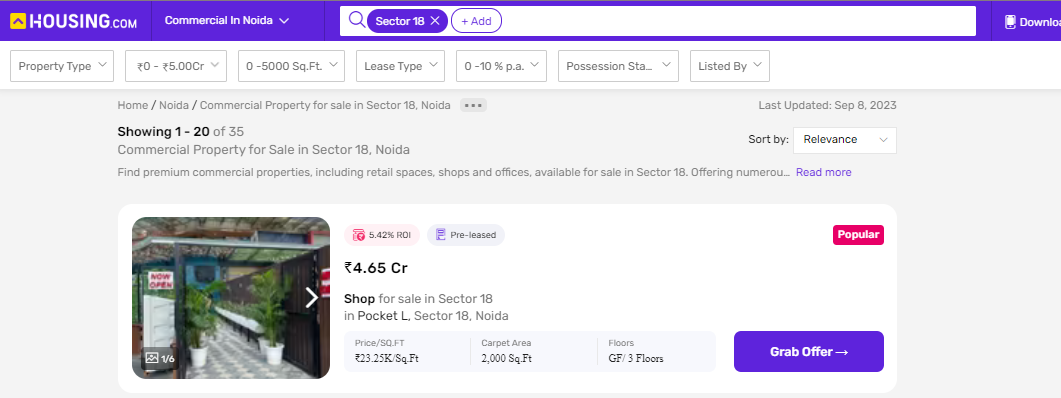 HOUSING.COM
Commercial In Noida
Sector 18 ×
+ Add
Downloa
Property Type
₹0 - ₹5.00Cr
0 -5000 Sq.Ft.
Lease Type
0 -10 % p.a.
Possession Sta...
Listed By
Home / Noida / Commercial Property for sale in Sector 18, Noida
Last Updated: Sep 8, 2023
Showing 1 - 20 of 35
Commercial Property for Sale in Sector 18, Noida
Sort by: Relevance
Find premium commercial properties, including retail spaces, shops and offices, available for sale in Sector 18. Offering numerou... Read more
NOW
OPEN
1/6
5.42% ROI
Pre-leased
Popular
₹4.65 Cr
Shop for sale in Sector 18
in Pocket L, Sector 18, Noida
Price/SQ.FT
₹23.25K/Sq.Ft
Carpet Area
2,000 Sq.Ft
Floors
GF/ 3 Floors
Grab Offer→